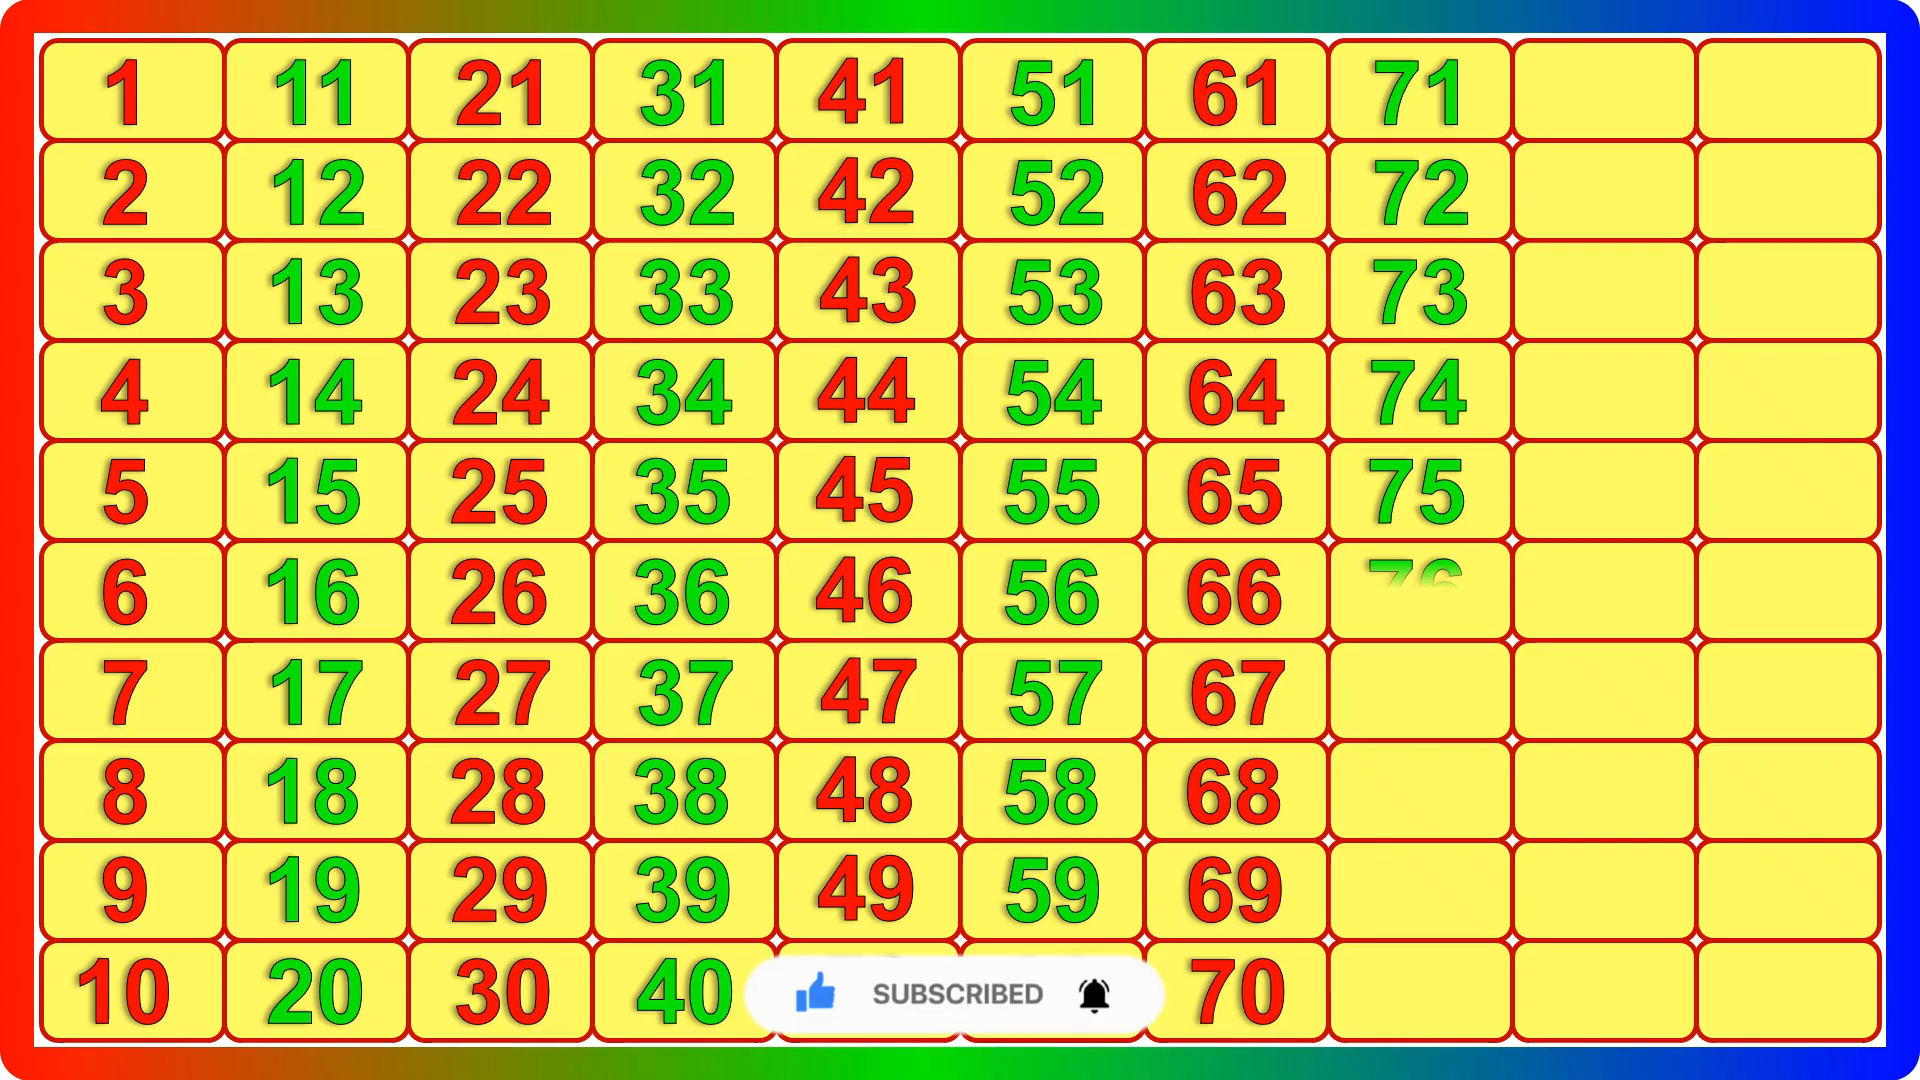 1 11 21 31 41 51 61 71
2 12 22 32 42 52 62 72
3 13 23 33 43 53 63 73
4 14 24 34 44 54 64 74
5 15 25 35 45 55 65 75
6 16 26 36 46 56 66 76
7 17 27 37 47 57 67
8 18 28 38 48 58 68
9 19 29 39 49 59 69
10 20 30 40 SUBSCRIBED 70